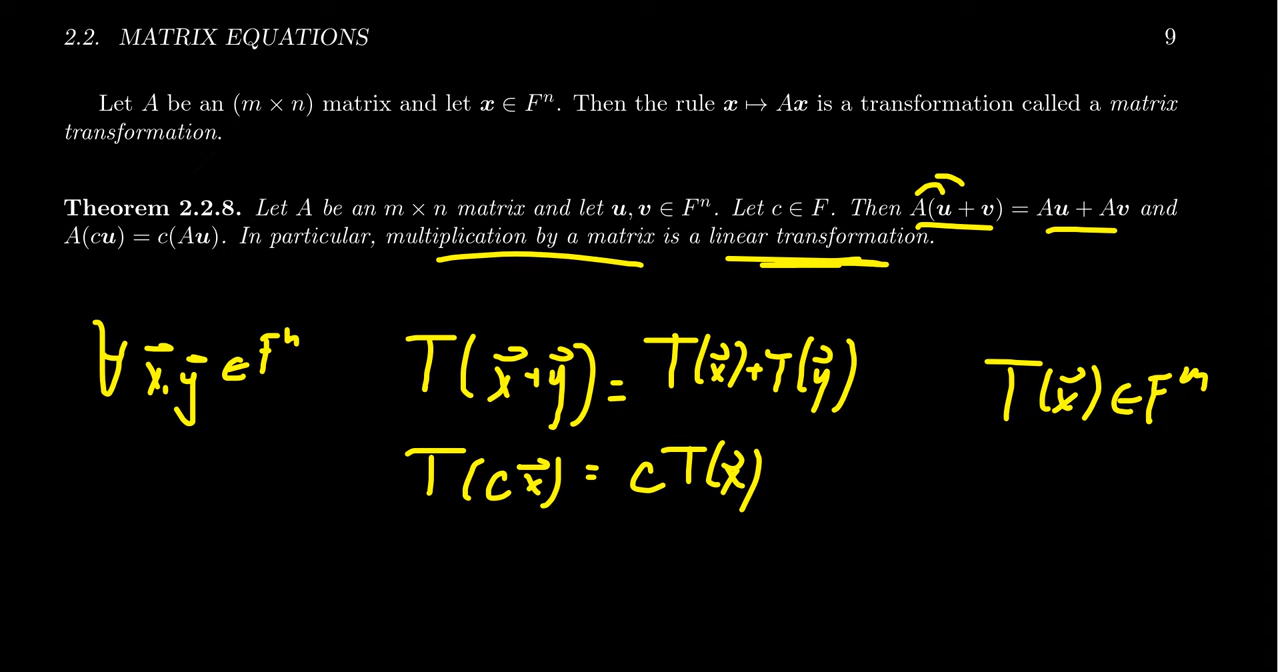 2.2. MATRIX EQUATIONS 9
Let A be an (m × n) matrix and let x ∈ Fⁿ. Then the rule x ↦ Ax is a transformation called a matrix
transformation.
Theorem 2.2.8. Let A be an m × n matrix and let u, v ∈ Fⁿ. Let c ∈ F. Then A(u + v) = Au + Av and
A(cu) = c(Au). In particular, multiplication by a matrix is a linear transformation.
∀ x⃗, y⃗ ∈ Fⁿ T(x⃗+y⃗) = T(x⃗)+T(y⃗) T(x⃗) ∈ Fᵐ
T(cx⃗) = cT(x⃗)